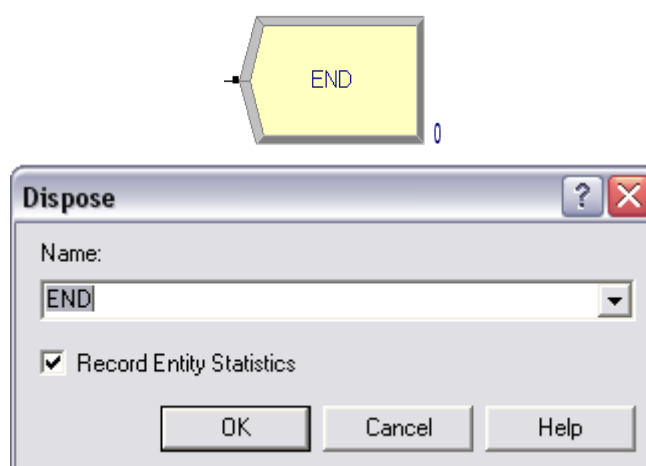 END
0
Dispose
Name:
END
Record Entity Statistics
OK Cancel Help